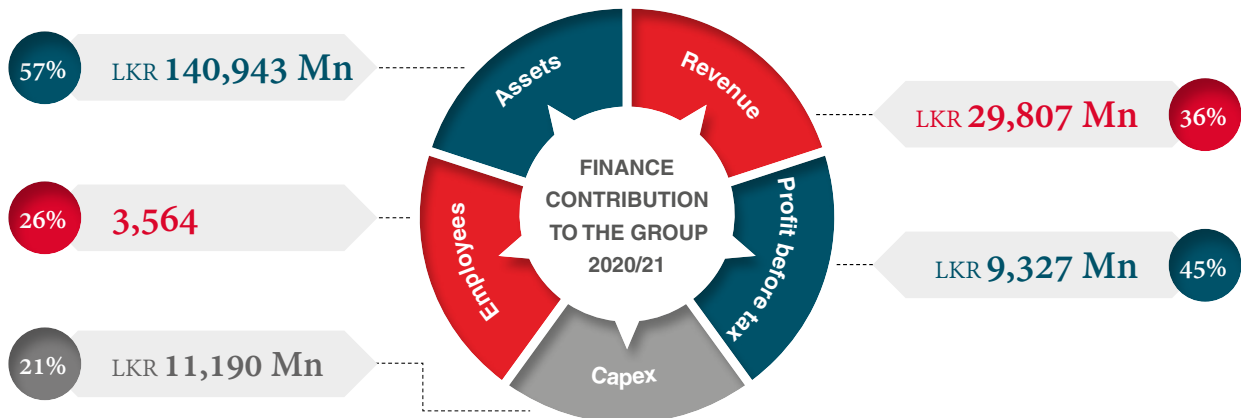 57% LKR 140,943 Mn
Assets
Revenue
LKR 29,807 Mn 36%
FINANCE
CONTRIBUTION
TO THE GROUP
2020/21
26% 3,564
Employees
Profit before tax
LKR 9,327 Mn 45%
21% LKR 11,190 Mn
Capex